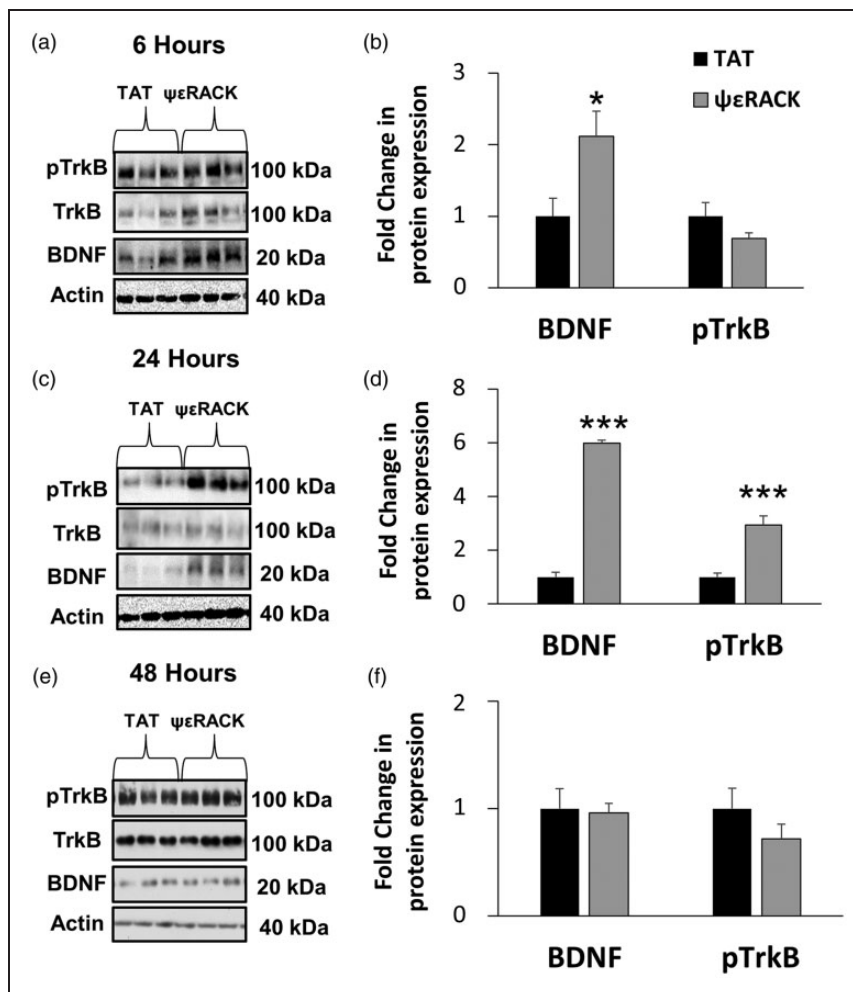 (a)
6 Hours
TAT ψεRACK
pTrkB 100 kDa
TrkB 100 kDa
BDNF 20 kDa
Actin 40 kDa
(b)
Fold Change in
protein expression
3
2
1
0
*
TAT
ψεRACK
BDNF pTrkB
(c)
24 Hours
TAT ψεRACK
pTrkB 100 kDa
TrkB 100 kDa
BDNF 20 kDa
Actin 40 kDa
(d)
Fold Change in
protein expression
8
6
4
2
0
***
***
BDNF pTrkB
(e)
48 Hours
TAT ψεRACK
pTrkB 100 kDa
TrkB 100 kDa
BDNF 20 kDa
Actin 40 kDa
(f)
Fold Change in
protein expression
2
1
0
BDNF pTrkB